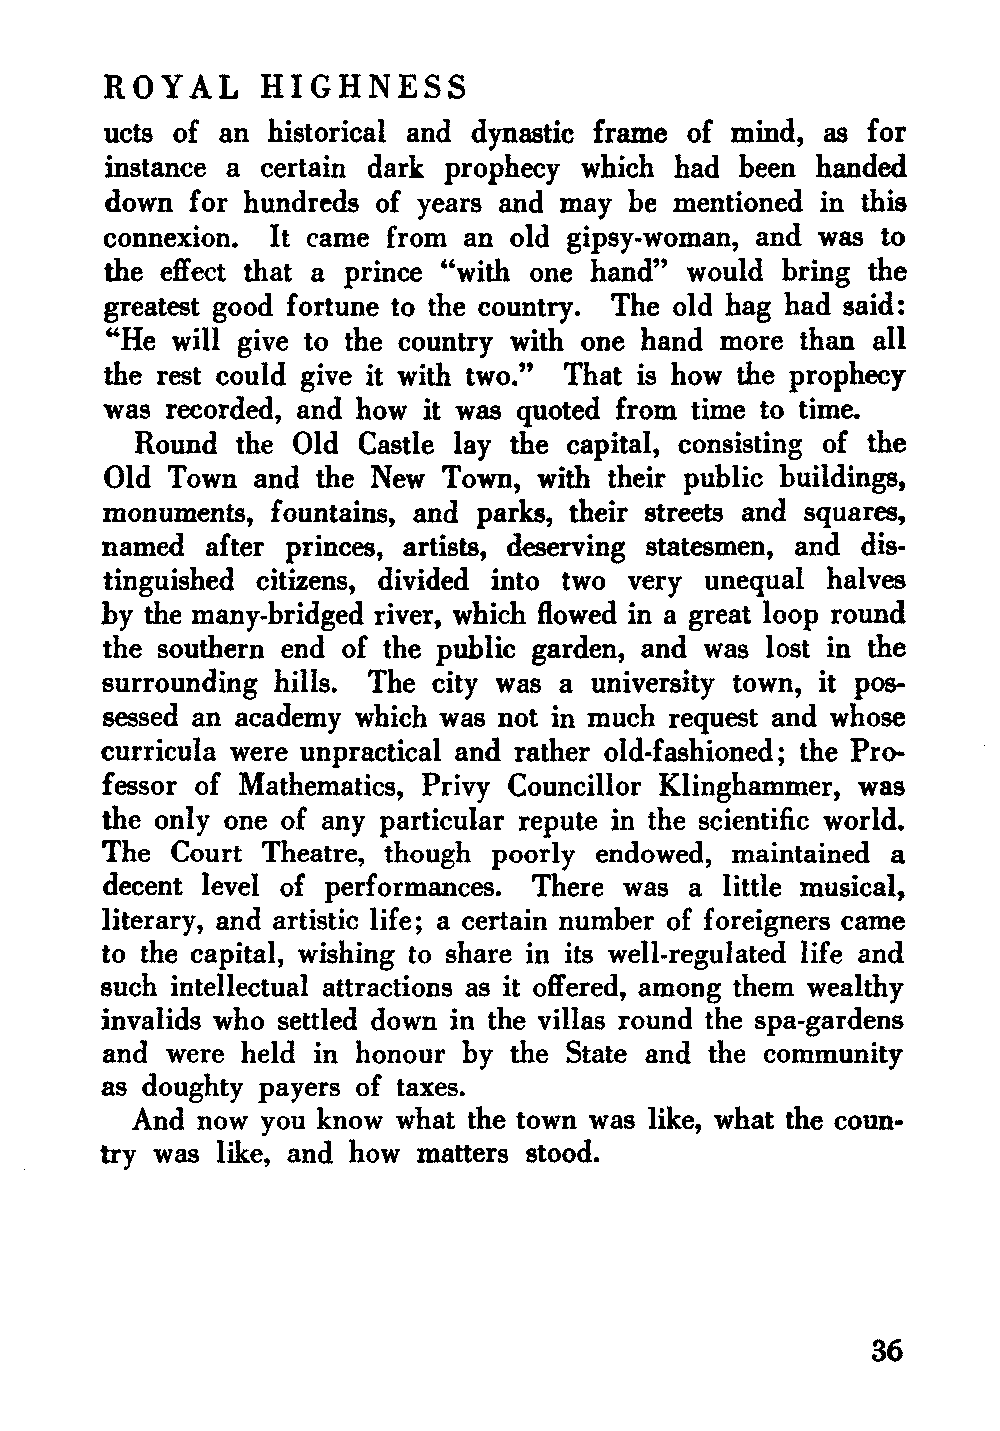 ROYAL HIGHNESS
ucts of an historical and dynastic frame of mind, as for
instance a certain dark prophecy which had been handed
down for hundreds of years and may be mentioned in this
connexion. It came from an old gipsy-woman, and was to
the effect that a prince “with one hand” would bring the
greatest good fortune to the country. The old hag had said:
“He will give to the country with one hand more than all
the rest could give it with two.” That is how the prophecy
was recorded, and how it was quoted from time to time.
Round the Old Castle lay the capital, consisting of the
Old Town and the New Town, with their public buildings,
monuments, fountains, and parks, their streets and squares,
named after princes, artists, deserving statesmen, and dis-
tinguished citizens, divided into two very unequal halves
by the many-bridged river, which flowed in a great loop round
the southern end of the public garden, and was lost in the
surrounding hills. The city was a university town, it pos-
sessed an academy which was not in much request and whose
curricula were unpractical and rather old-fashioned; the Pro-
fessor of Mathematics, Privy Councillor Klinghammer, was
the only one of any particular repute in the scientific world.
The Court Theatre, though poorly endowed, maintained a
decent level of performances. There was a little musical,
literary, and artistic life; a certain number of foreigners came
to the capital, wishing to share in its well-regulated life and
such intellectual attractions as it offered, among them wealthy
invalids who settled down in the villas round the spa-gardens
and were held in honour by the State and the community
as doughty payers of taxes.
And now you know what the town was like, what the coun-
try was like, and how matters stood.
36